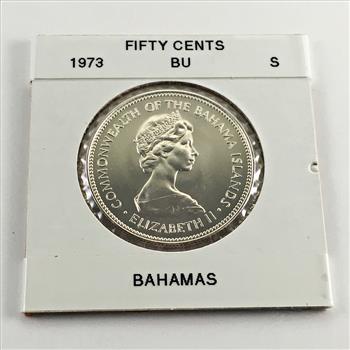 FIFTY CENTS
1973 BU S
COMMONWEALTH OF THE BAHAMA ISLANDS
• ELIZABETH II •
BAHAMAS